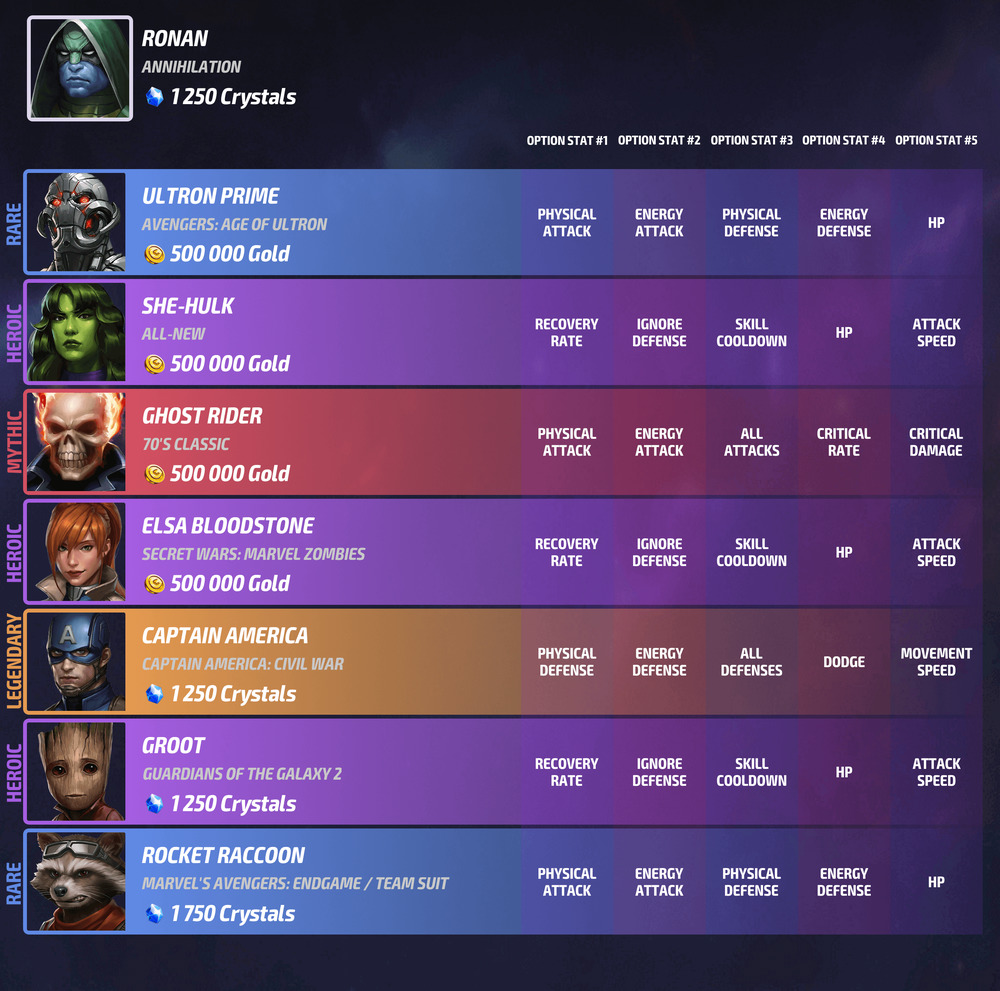 RONAN
ANNIHILATION
1 250 Crystals
OPTION STAT #1 OPTION STAT #2 OPTION STAT #3 OPTION STAT #4 OPTION STAT #5
RARE
ULTRON PRIME
AVENGERS: AGE OF ULTRON
500 000 Gold
PHYSICAL ATTACK
ENERGY ATTACK
PHYSICAL DEFENSE
ENERGY DEFENSE
HP
HEROIC
SHE-HULK
ALL-NEW
500 000 Gold
RECOVERY RATE
IGNORE DEFENSE
SKILL COOLDOWN
HP
ATTACK SPEED
MYTHIC
GHOST RIDER
70'S CLASSIC
500 000 Gold
PHYSICAL ATTACK
ENERGY ATTACK
ALL ATTACKS
CRITICAL RATE
CRITICAL DAMAGE
HEROIC
ELSA BLOODSTONE
SECRET WARS: MARVEL ZOMBIES
500 000 Gold
RECOVERY RATE
IGNORE DEFENSE
SKILL COOLDOWN
HP
ATTACK SPEED
LEGENDARY
A
CAPTAIN AMERICA
CAPTAIN AMERICA: CIVIL WAR
1 250 Crystals
PHYSICAL DEFENSE
ENERGY DEFENSE
ALL DEFENSES
DODGE
MOVEMENT SPEED
HEROIC
GROOT
GUARDIANS OF THE GALAXY 2
1 250 Crystals
RECOVERY RATE
IGNORE DEFENSE
SKILL COOLDOWN
HP
ATTACK SPEED
RARE
ROCKET RACCOON
MARVEL'S AVENGERS: ENDGAME / TEAM SUIT
1 750 Crystals
PHYSICAL ATTACK
ENERGY ATTACK
PHYSICAL DEFENSE
ENERGY DEFENSE
HP